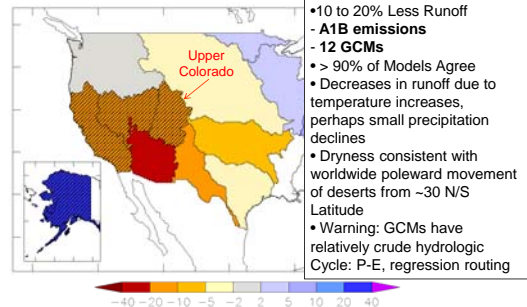 Upper
Colorado
•10 to 20% Less Runoff
- A1B emissions
- 12 GCMs
• > 90% of Models Agree
• Decreases in runoff due to
temperature increases,
perhaps small precipitation
declines
• Dryness consistent with
worldwide poleward movement
of deserts from ~30 N/S
Latitude
• Warning: GCMs have
relatively crude hydrologic
Cycle: P-E, regression routing
-40 -20 -10 -5 -2 2 5 10 20 40